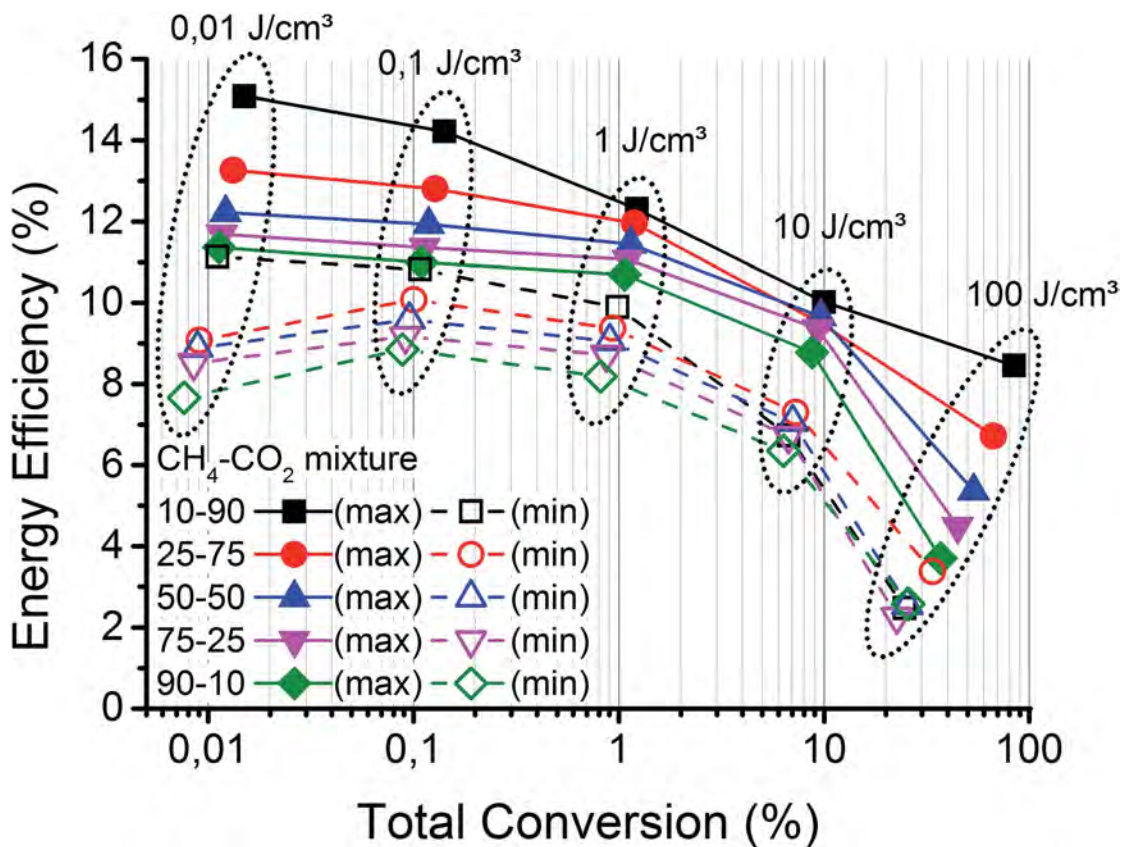 0,01 J/cm³
0,1 J/cm³
1 J/cm³
10 J/cm³
100 J/cm³
16
14
12
10
8
6
4
2
0
Energy Efficiency (%)
CH₄-CO₂ mixture
10-90 (max) (min)
25-75 (max) (min)
50-50 (max) (min)
75-25 (max) (min)
90-10 (max) (min)
0,01 0,1 1 10 100
Total Conversion (%)